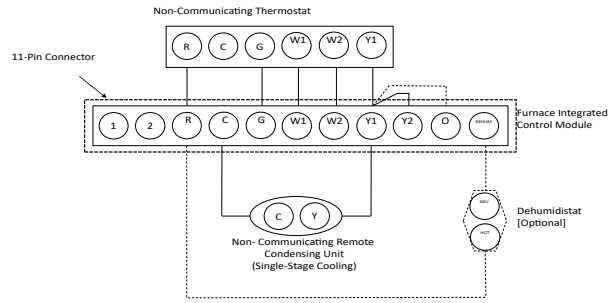 Non-Communicating Thermostat
R C G W1 W2 Y1
11-Pin Connector
1 2 R C G W1 W2 Y1 Y2 O DEHUM
Furnace Integrated
Control Module
C Y
NEU
HOT
Dehumidistat
[Optional]
Non- Communicating Remote
Condensing Unit
(Single-Stage Cooling)